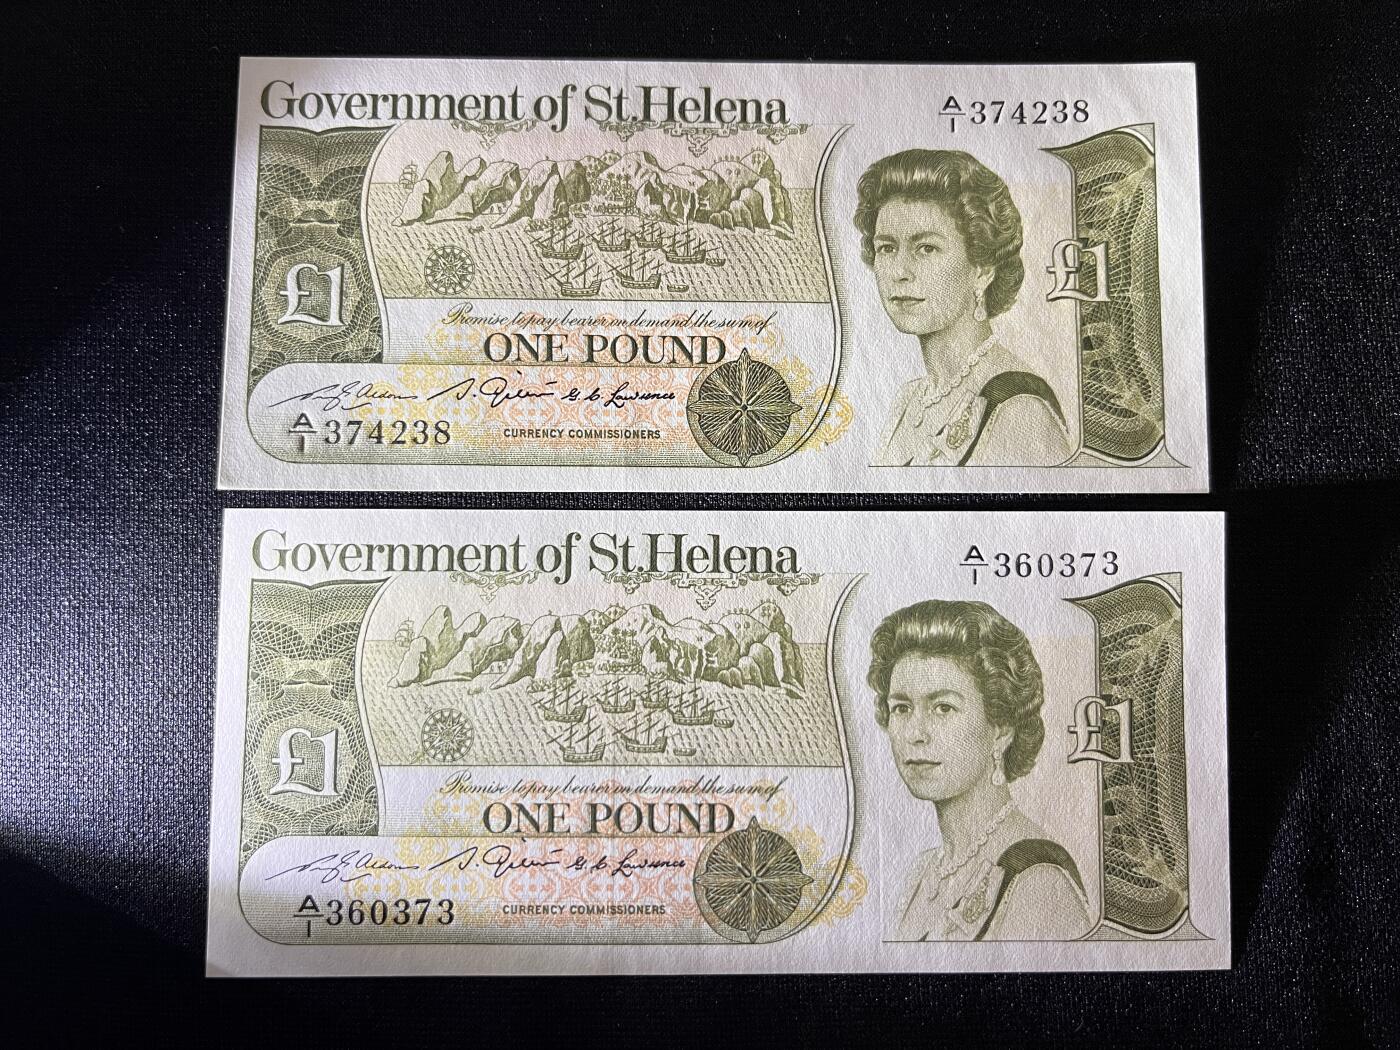 Government of St.Helena
A/1 374238
£1
£1
Promise to pay bearer on demand the sum of
ONE POUND
G. C. Lawrence
A/1 374238
CURRENCY COMMISSIONERS
Government of St.Helena
A/1 360373
£1
£1
Promise to pay bearer on demand the sum of
ONE POUND
G. C. Lawrence
A/1 360373
CURRENCY COMMISSIONERS